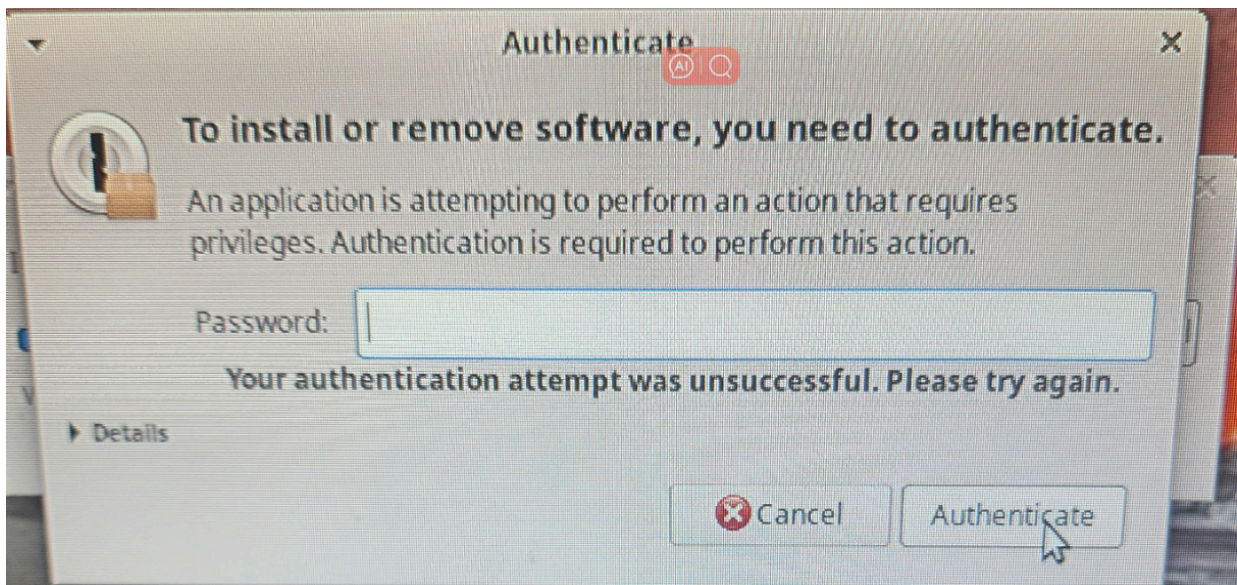 Authenticate
AI
To install or remove software, you need to authenticate.
An application is attempting to perform an action that requires
privileges. Authentication is required to perform this action.
Password:
Your authentication attempt was unsuccessful. Please try again.
Details
Cancel
Authenticate